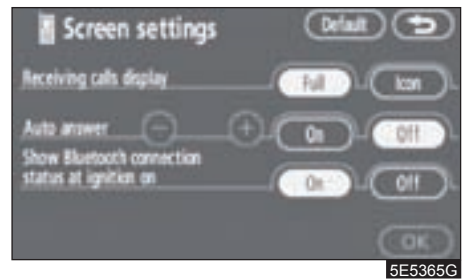 Screen settings Default
Receiving calls display Full Icon
Auto answer − + On Off
Show Bluetooth connection
status at ignition on On Off
OK
5E5365G